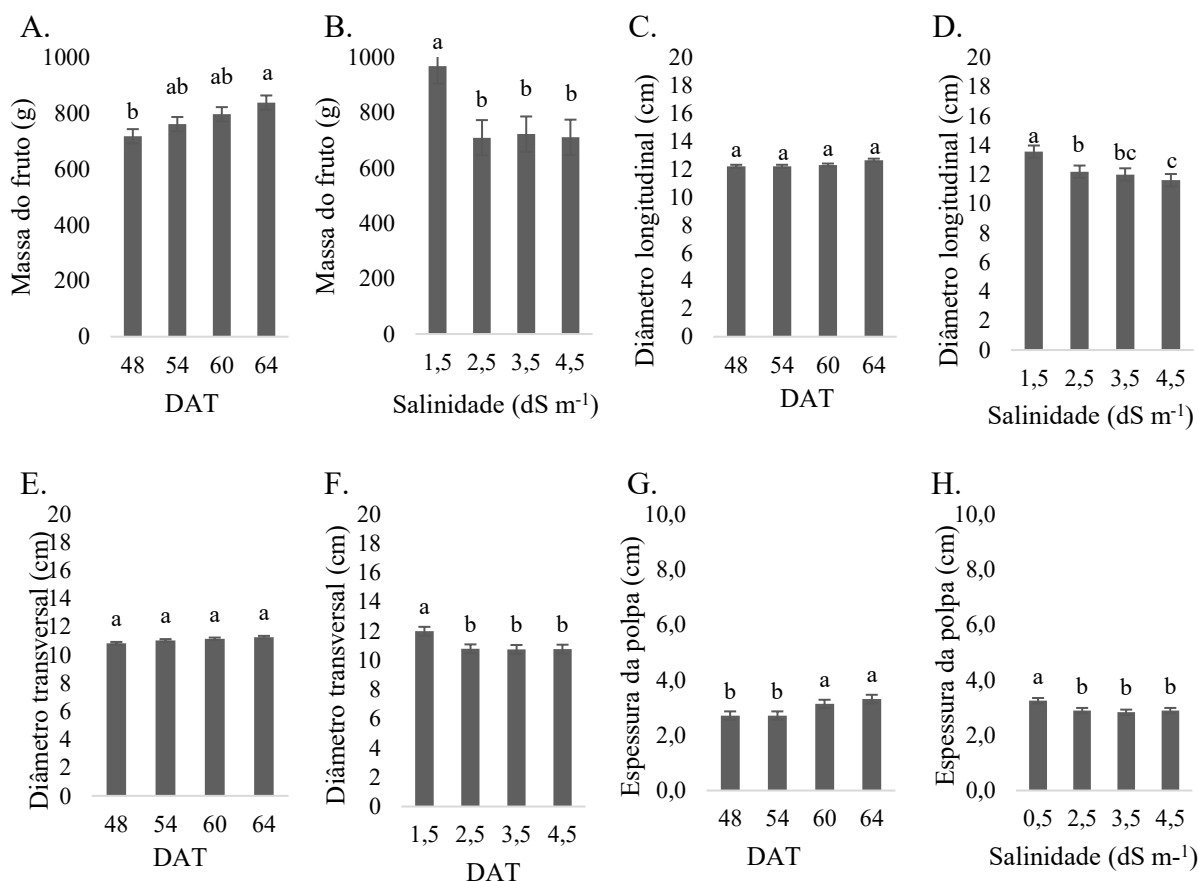 A.
Massa do fruto (g)
1000
800
600
400
200
0
b
ab
ab
a
48 54 60 64
DAT
B.
Massa do fruto (g)
1000
800
600
400
200
0
a
b
b
b
1,5 2,5 3,5 4,5
Salinidade (dS m-1)
C.
Diâmetro longitudinal (cm)
20
18
16
14
12
10
8
6
4
2
0
a
a
a
a
48 54 60 64
DAT
D.
Diâmetro longitudinal (cm)
20
18
16
14
12
10
8
6
4
2
0
a
b
bc
c
1,5 2,5 3,5 4,5
Salinidade (dS m-1)
E.
Diâmetro transversal (cm)
20
18
16
14
12
10
8
6
4
2
0
a
a
a
a
48 54 60 64
DAT
F.
Diâmetro transversal (cm)
20
18
16
14
12
10
8
6
4
2
0
a
b
b
b
1,5 2,5 3,5 4,5
DAT
G.
Espessura da polpa (cm)
10,0
8,0
6,0
4,0
2,0
0,0
b
b
a
a
48 54 60 64
DAT
H.
Espessura da polpa (cm)
10,0
8,0
6,0
4,0
2,0
0,0
a
b
b
b
0,5 2,5 3,5 4,5
Salinidade (dS m-1)